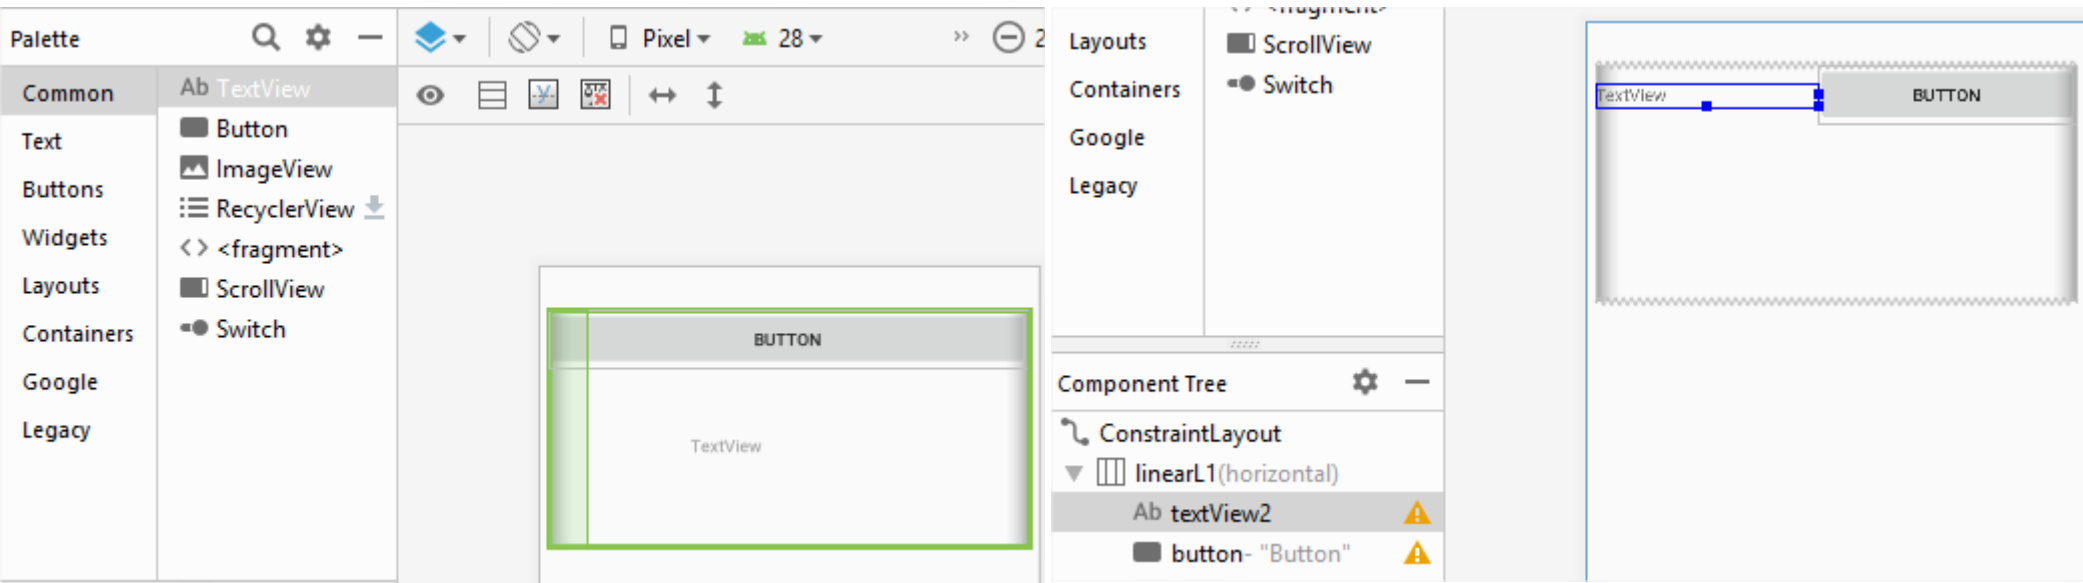 Palette
Pixel
28
2
Common
Text
Buttons
Widgets
Layouts
Containers
Google
Legacy
Ab TextView
Button
ImageView
RecyclerView
<> <fragment>
ScrollView
Switch
BUTTON
TextView
Layouts
Containers
Google
Legacy
<> <fragment>
ScrollView
Switch
Component Tree
ConstraintLayout
linearL1(horizontal)
Ab textView2
button- "Button"
TextView
BUTTON